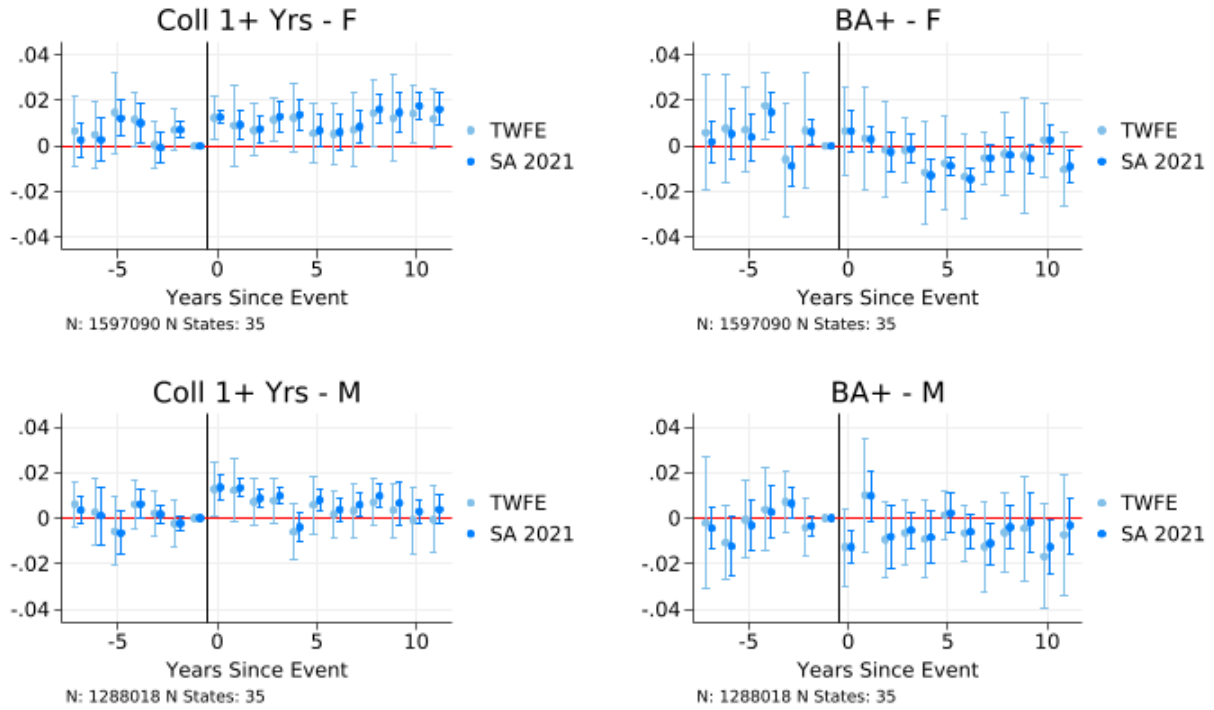 Coll 1+ Yrs - F
.04
.02
0
-.02
-.04
-5 0 5 10
Years Since Event
N: 1597090 N States: 35
TWFE
SA 2021
BA+ - F
.04
.02
0
-.02
-.04
-5 0 5 10
Years Since Event
N: 1597090 N States: 35
TWFE
SA 2021
Coll 1+ Yrs - M
.04
.02
0
-.02
-.04
-5 0 5 10
Years Since Event
N: 1288018 N States: 35
TWFE
SA 2021
BA+ - M
.04
.02
0
-.02
-.04
-5 0 5 10
Years Since Event
N: 1288018 N States: 35
TWFE
SA 2021